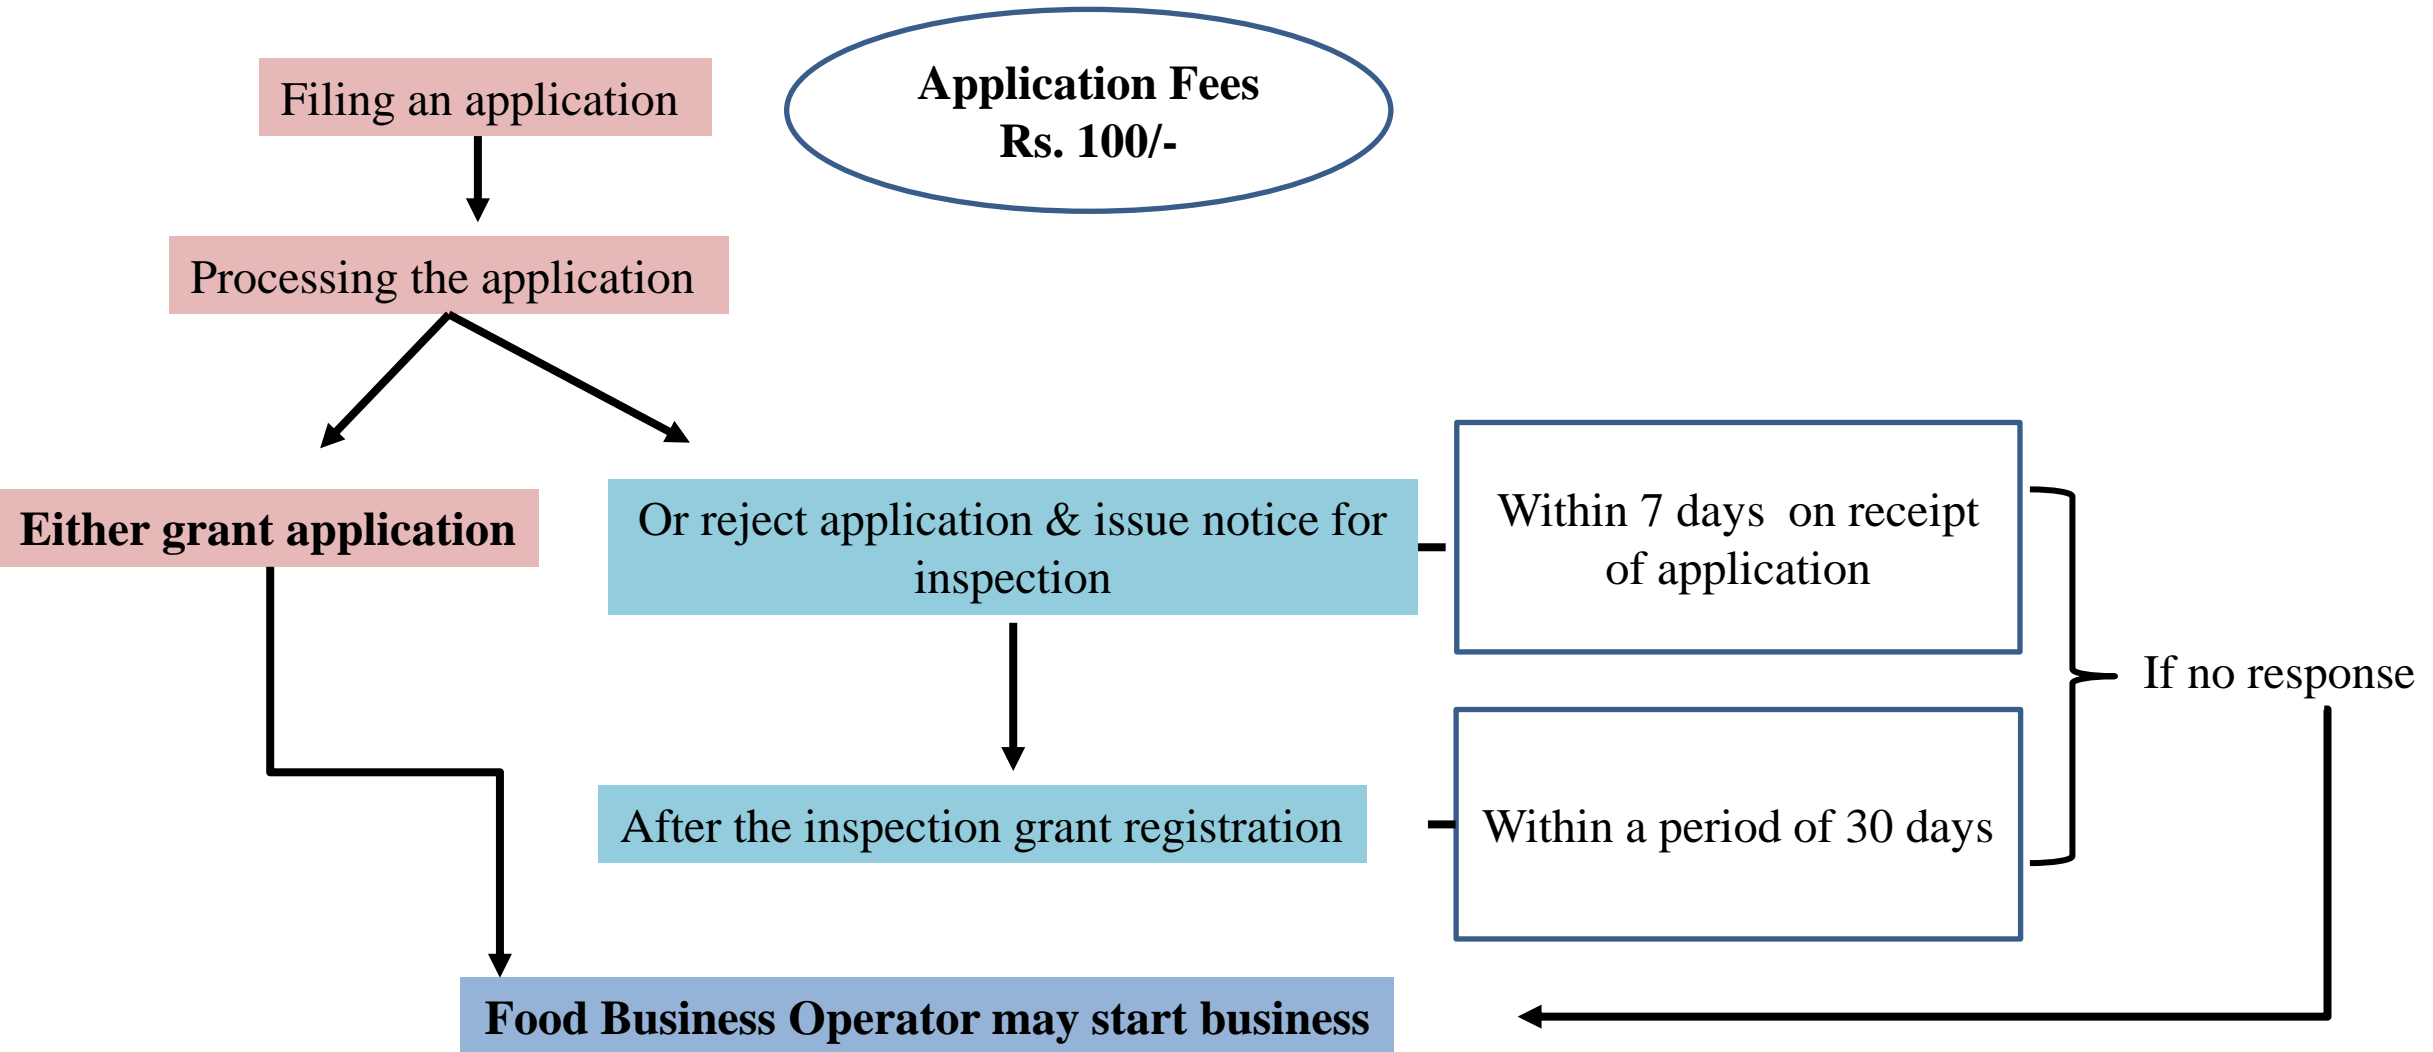 Filing an application
Application Fees
Rs. 100/-
Processing the application
Either grant application
Or reject application & issue notice for
inspection
Within 7 days  on receipt
of application
If no response
After the inspection grant registration
Within a period of 30 days
Food Business Operator may start business